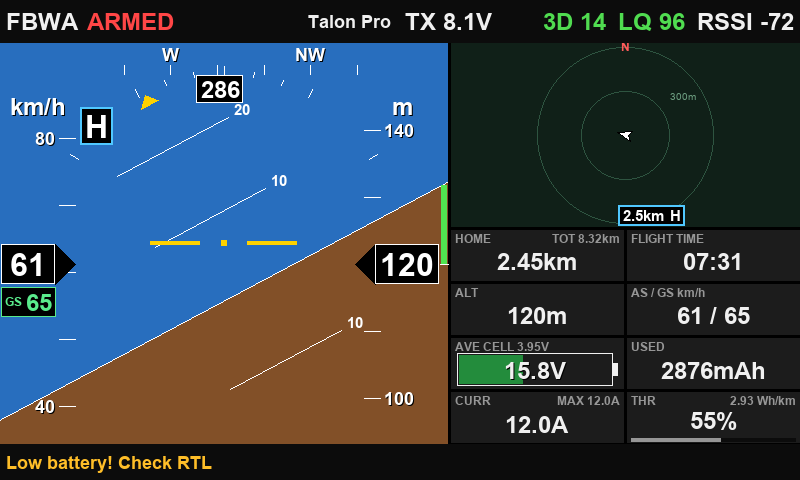 FBWA ARMED Talon Pro TX 8.1V 3D 14 LQ 96 RSSI -72
W NW
286
km/h m
H
N
300m
20
80 140
10
61 120
GS 65
10
40 100
2.5km H
HOME TOT 8.32km
2.45km
FLIGHT TIME
07:31
ALT
120m
AS / GS km/h
61 / 65
AVE CELL 3.95V
15.8V
USED
2876mAh
CURR MAX 12.0A
12.0A
THR 2.93 Wh/km
55%
Low battery! Check RTL